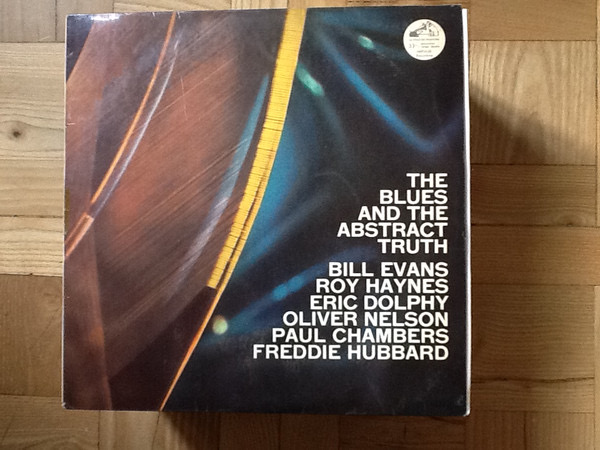 THE
BLUES
AND THE
ABSTRACT
TRUTH
BILL EVANS
ROY HAYNES
ERIC DOLPHY
OLIVER NELSON
PAUL CHAMBERS
FREDDIE HUBBARD